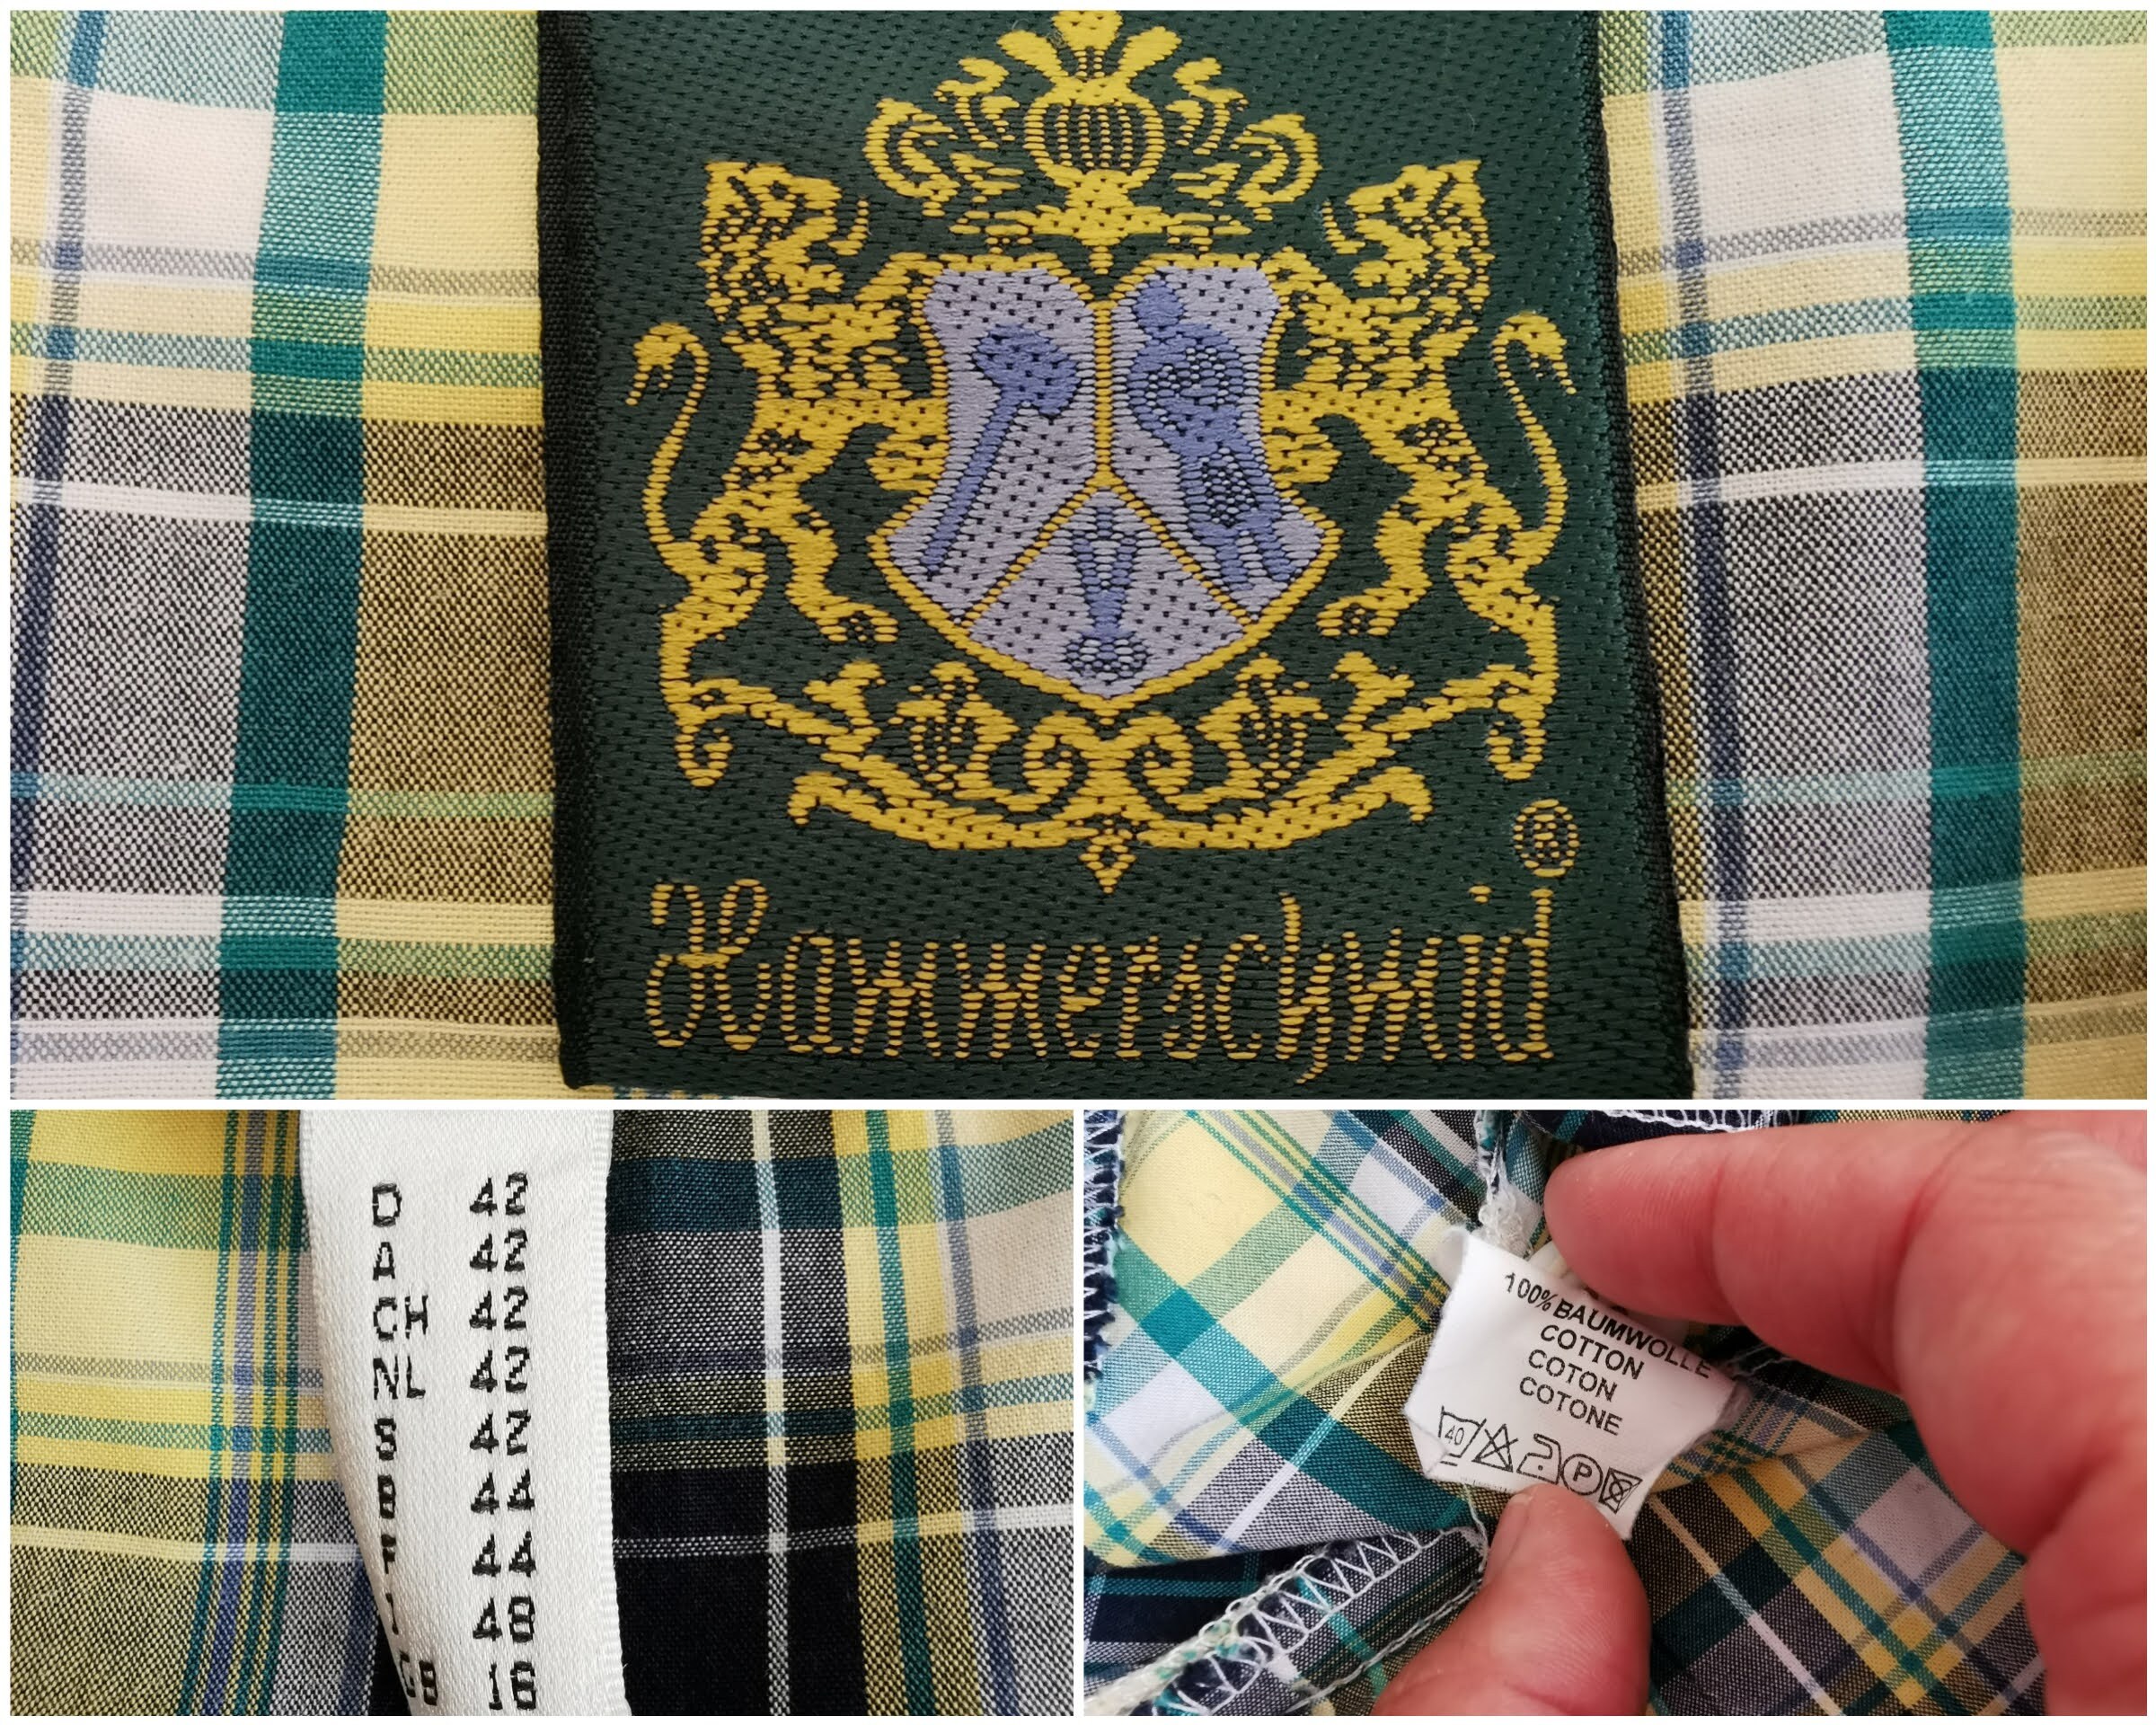 Hammerschmid ®
D 42
A 42
CH 42
NL 42
S 42
B 44
F 44
I 48
GB 16
100% BAUMWOLLE
COTTON
COTON
COTONE
40
P